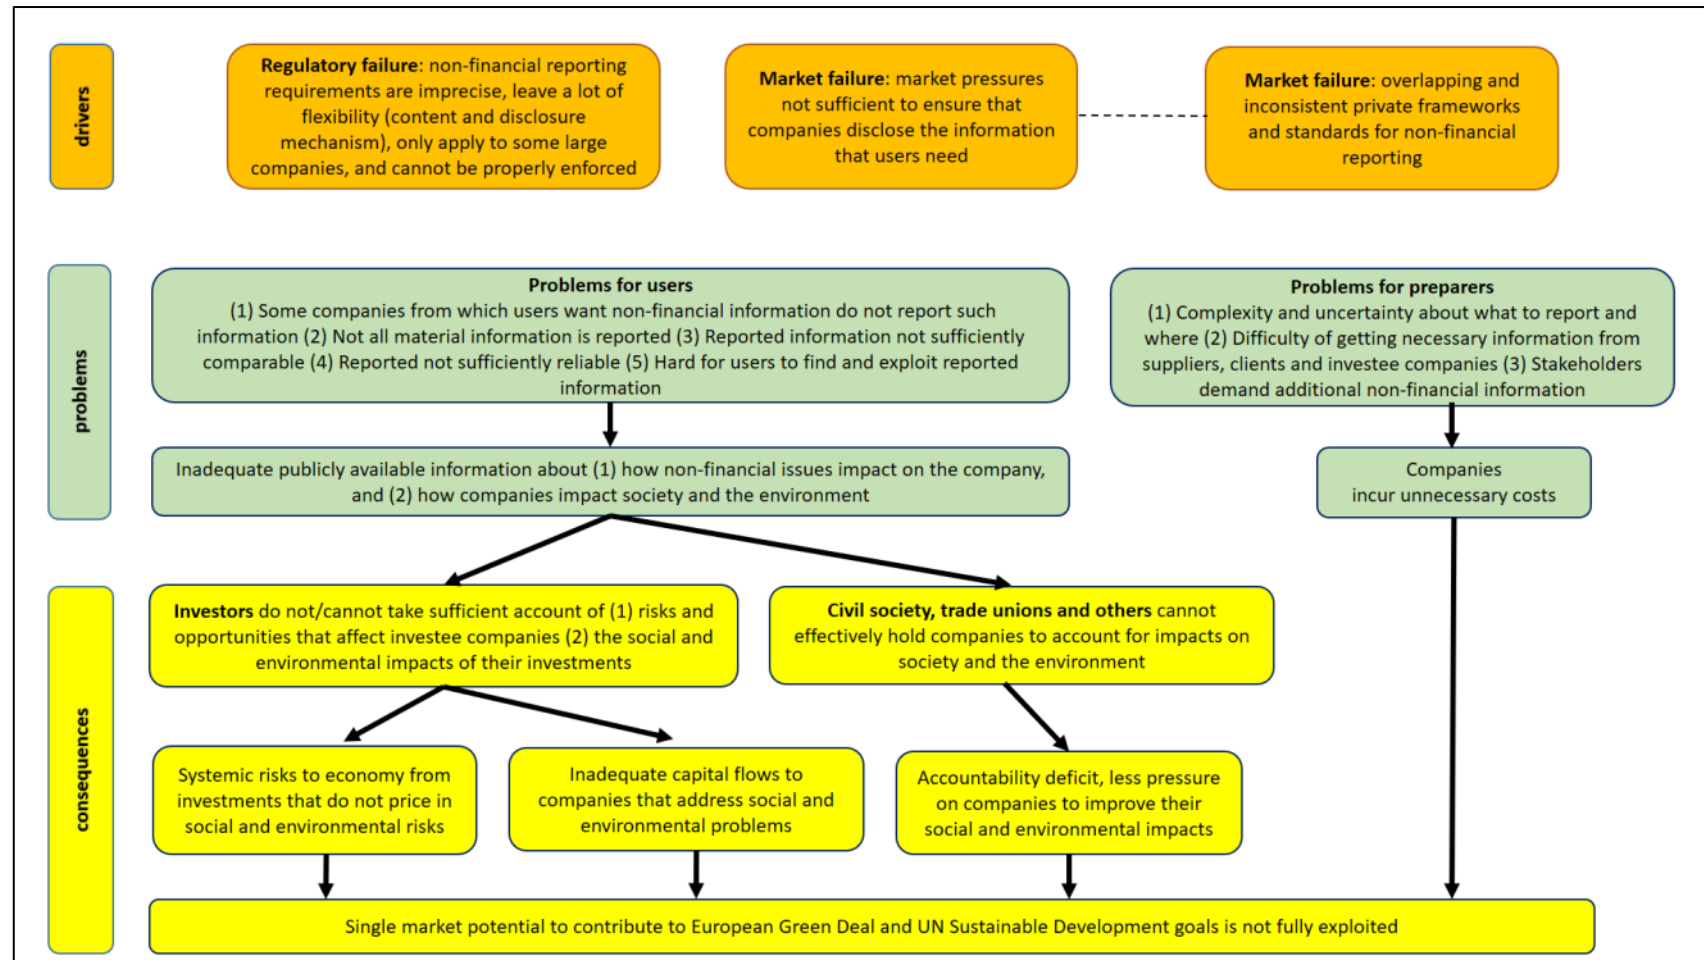 drivers
Regulatory failure: non-financial reporting
requirements are imprecise, leave a lot of
flexibility (content and disclosure
mechanism), only apply to some large
companies, and cannot be properly enforced
Market failure: market pressures
not sufficient to ensure that
companies disclose the information
that users need
Market failure: overlapping and
inconsistent private frameworks
and standards for non-financial
reporting
problems
Problems for users
(1) Some companies from which users want non-financial information do not report such
information (2) Not all material information is reported (3) Reported information not sufficiently
comparable (4) Reported not sufficiently reliable (5) Hard for users to find and exploit reported
information
Problems for preparers
(1) Complexity and uncertainty about what to report and
where (2) Difficulty of getting necessary information from
suppliers, clients and investee companies (3) Stakeholders
demand additional non-financial information
Inadequate publicly available information about (1) how non-financial issues impact on the company,
and (2) how companies impact society and the environment
Companies
incur unnecessary costs
consequences
Investors do not/cannot take sufficient account of (1) risks and
opportunities that affect investee companies (2) the social and
environmental impacts of their investments
Civil society, trade unions and others cannot
effectively hold companies to account for impacts on
society and the environment
Systemic risks to economy from
investments that do not price in
social and environmental risks
Inadequate capital flows to
companies that address social and
environmental problems
Accountability deficit, less pressure
on companies to improve their
social and environmental impacts
Single market potential to contribute to European Green Deal and UN Sustainable Development goals is not fully exploited